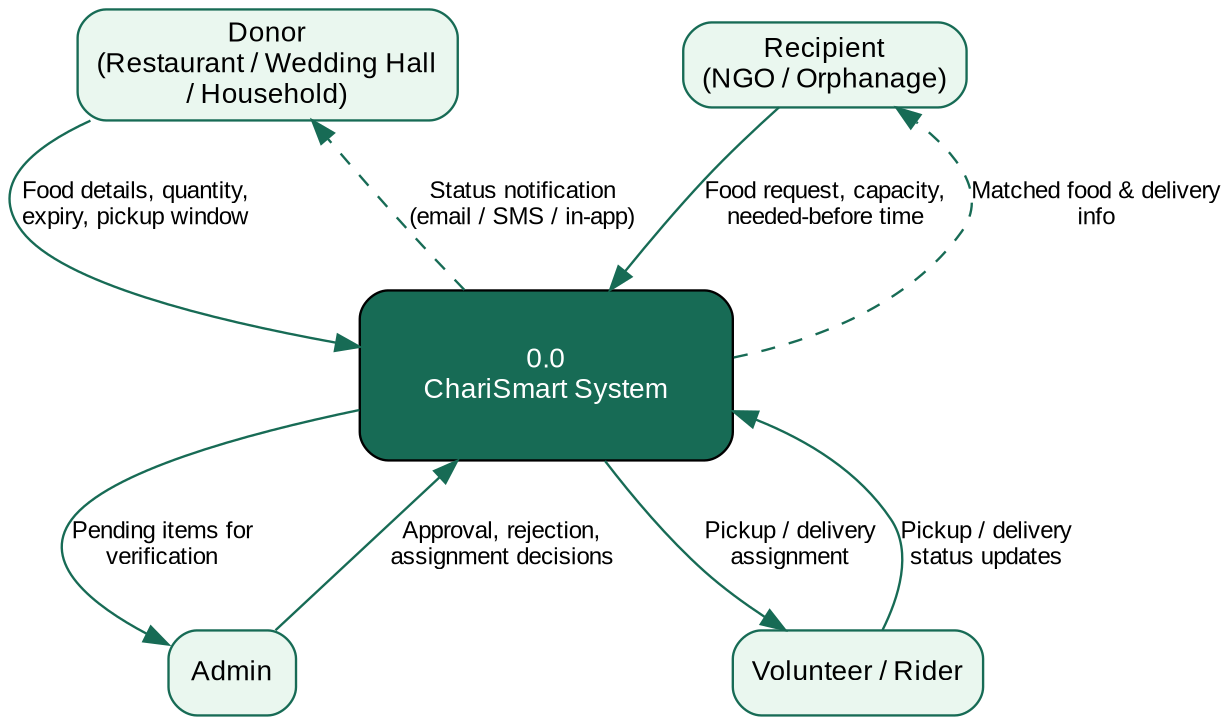 Donor
(Restaurant / Wedding Hall
/ Household)
Recipient
(NGO / Orphanage)
Food details, quantity,
expiry, pickup window
Status notification
(email / SMS / in-app)
Food request, capacity,
needed-before time
Matched food & delivery
info
0.0
ChariSmart System
Pending items for
verification
Approval, rejection,
assignment decisions
Pickup / delivery
assignment
Pickup / delivery
status updates
Admin
Volunteer / Rider